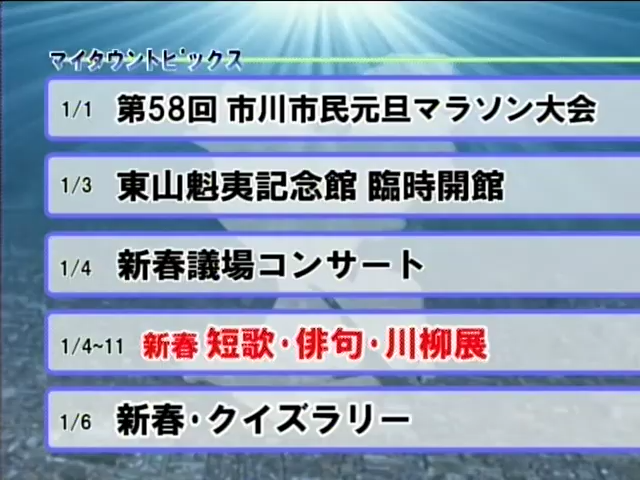 マイタウントピックス
1/1 第58回 市川市民元旦マラソン大会
1/3 東山魁夷記念館 臨時開館
1/4 新春議場コンサート
1/4~11 新春 短歌・俳句・川柳展
1/6 新春・クイズラリー